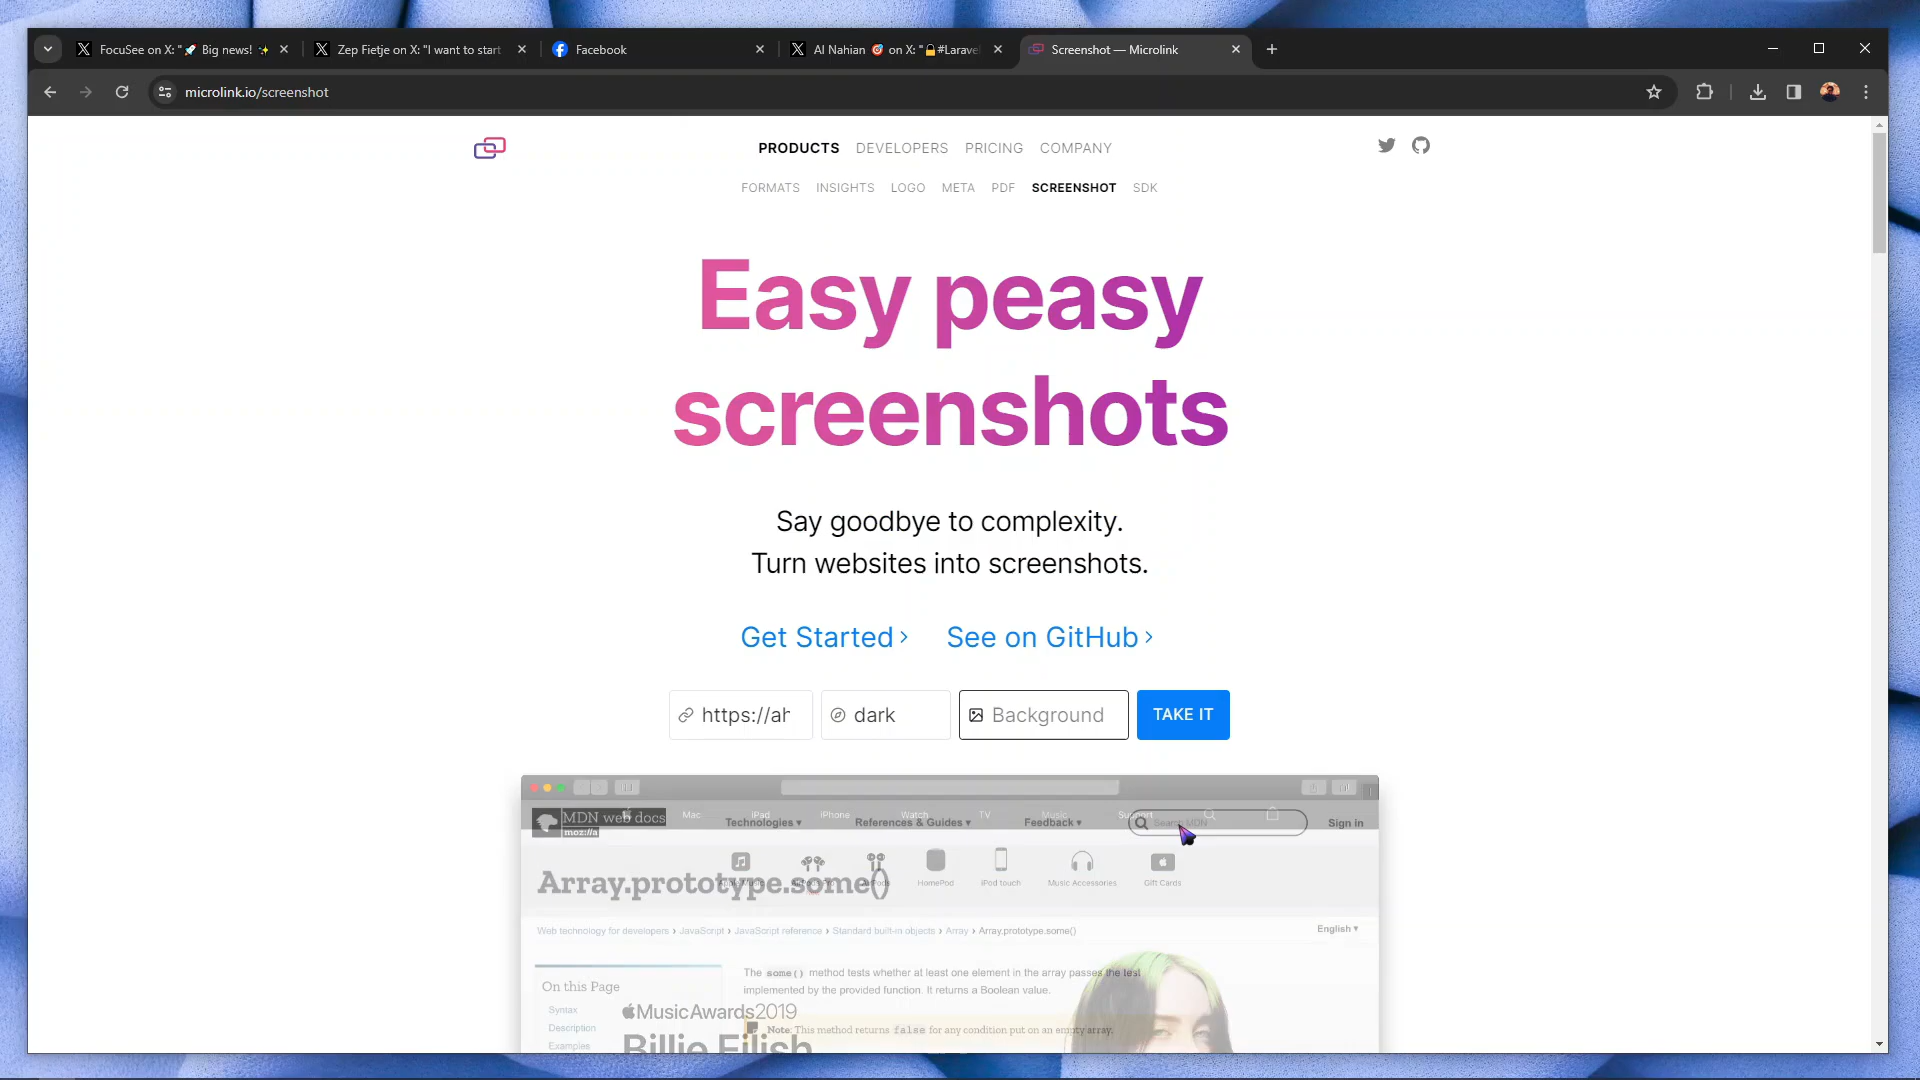 FocuSee on X: "🚀 Big news! ✨
Zep Fietje on X: "I want to start
Facebook
Al Nahian 🎯 on X: "🔒#Larave
Screenshot — Microlink
microlink.io/screenshot
PRODUCTS DEVELOPERS PRICING COMPANY
FORMATS INSIGHTS LOGO META PDF SCREENSHOT SDK
Easy peasy
screenshots
Say goodbye to complexity.
Turn websites into screenshots.
Get Started › See on GitHub ›
https://ah dark Background TAKE IT
Mac iPad iPhone Watch TV Music Support
MDN web docs
moz://a
Technologies ▾ References & Guides ▾ Feedback ▾ Search MDN Sign in
Array.prototype.some()
HomePod iPod touch Music Accessories Gift Cards
Web technology for developers › JavaScript › JavaScript reference › Standard built-in objects › Array › Array.prototype.some() English ▾
On this Page
Syntax
Description
Examples
The some() method tests whether at least one element in the array passes the test
implemented by the provided function. It returns a Boolean value.
MusicAwards2019
Note: This method returns false for any condition put on an empty array.
Billie Eilish